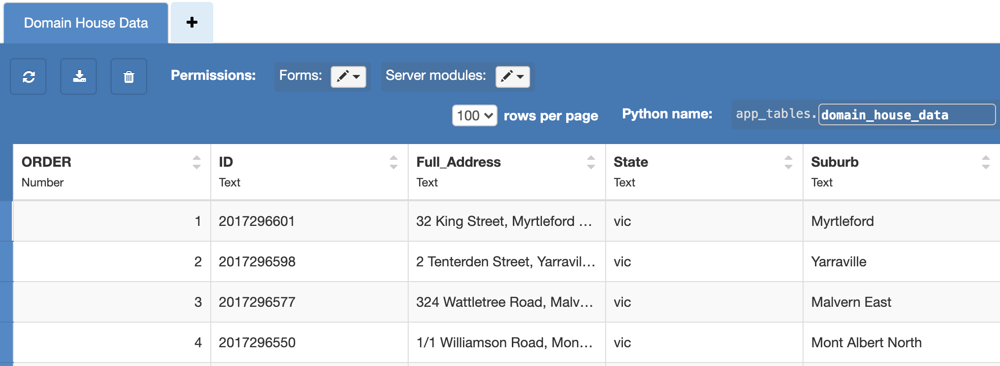 Domain House Data
Permissions: Forms: Server modules:
100 rows per page Python name: app_tables.domain_house_data
ORDER ID Full_Address State Suburb
Number Text Text Text Text
1 2017296601 32 King Street, Myrtleford ... vic Myrtleford
2 2017296598 2 Tenterden Street, Yarravil... vic Yarraville
3 2017296577 324 Wattletree Road, Malv... vic Malvern East
4 2017296550 1/1 Williamson Road, Mon... vic Mont Albert North